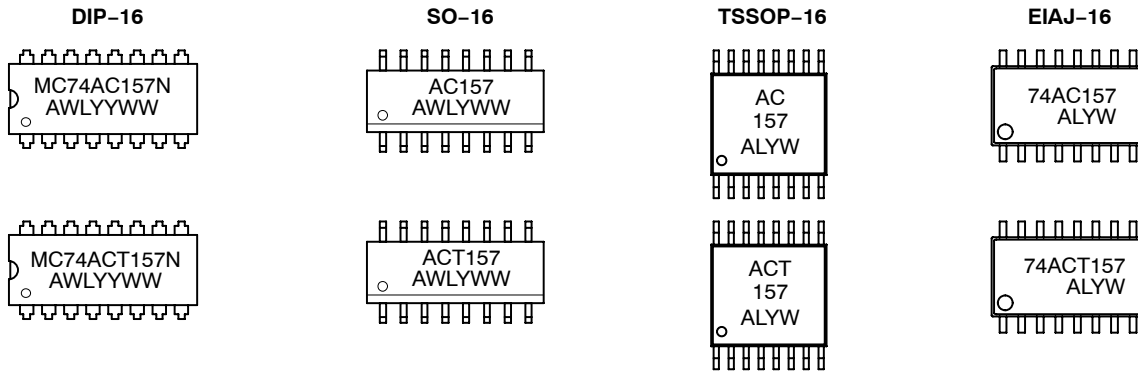 DIP−16
SO−16
TSSOP−16
EIAJ−16
MC74AC157N
AWLYYWW
AC157
AWLYWW
AC
157
ALYW
74AC157
ALYW
MC74ACT157N
AWLYYWW
ACT157
AWLYWW
ACT
157
ALYW
74ACT157
ALYW